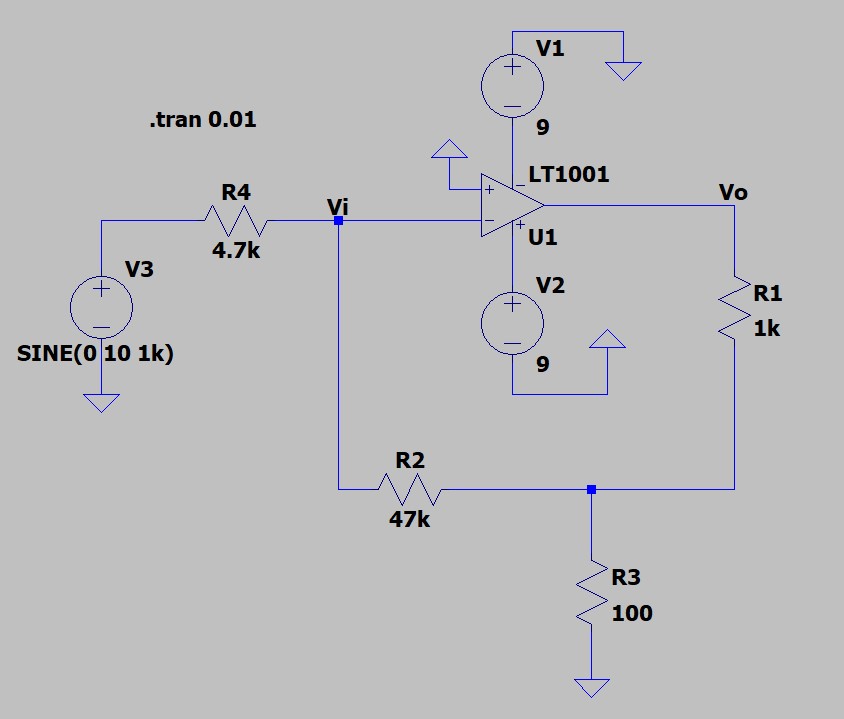 V1
9
.tran 0.01
LT1001
U1
R4
4.7k
Vi
Vo
V3
SINE(0 10 1k)
V2
9
R1
1k
R2
47k
R3
100